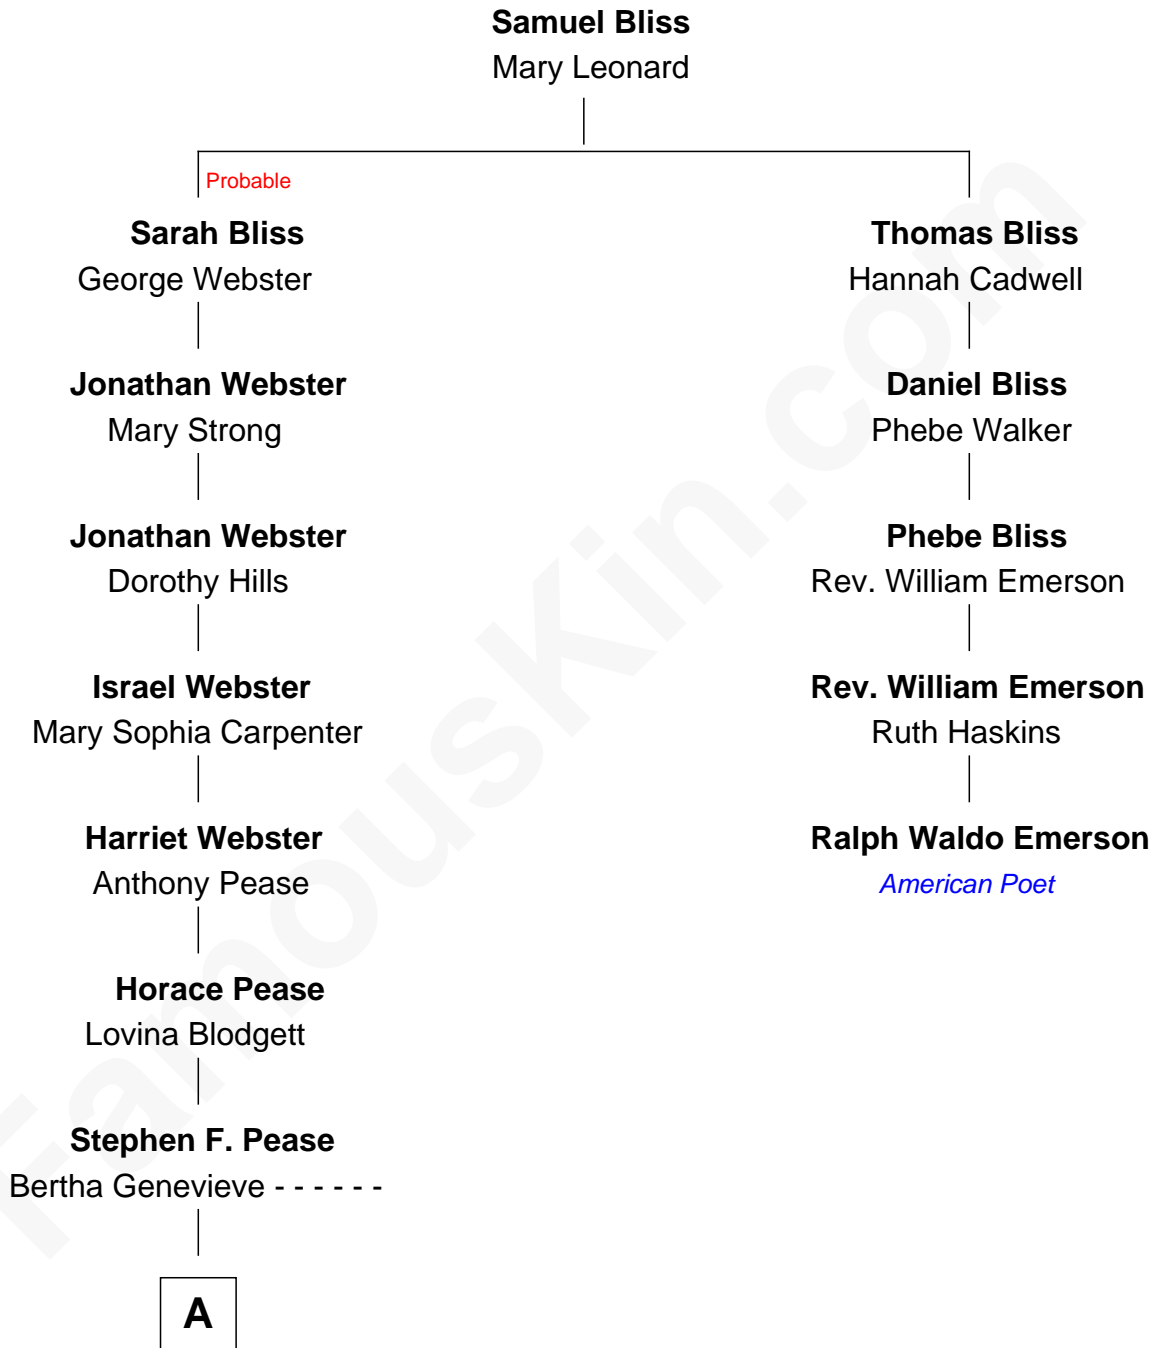 Samuel Bliss
Mary Leonard
Probable
Sarah Bliss
George Webster
Thomas Bliss
Hannah Cadwell
Jonathan Webster
Mary Strong
Daniel Bliss
Phebe Walker
Jonathan Webster
Dorothy Hills
Phebe Bliss
Rev. William Emerson
Israel Webster
Mary Sophia Carpenter
Rev. William Emerson
Ruth Haskins
Harriet Webster
Anthony Pease
Ralph Waldo Emerson
American Poet
Horace Pease
Lovina Blodgett
Stephen F. Pease
Bertha Genevieve - - - - - -
A
FamousKin.com